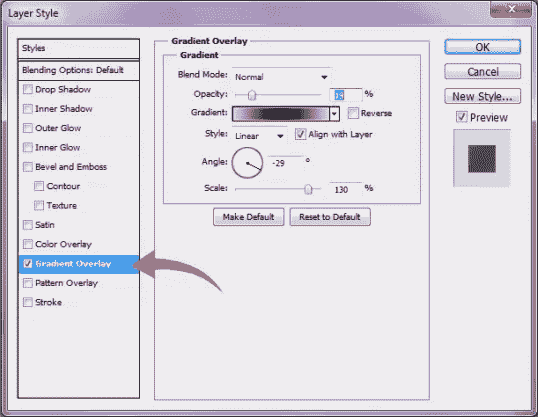 Layer Style
Styles
Blending Options: Default
Drop Shadow
Inner Shadow
Outer Glow
Inner Glow
Bevel and Emboss
Contour
Texture
Satin
Color Overlay
Gradient Overlay
Pattern Overlay
Stroke
Gradient Overlay
Gradient
Blend Mode: Normal
Opacity: %
Gradient: Reverse
Style: Linear Align with Layer
Angle: -29 °
Scale: 130 %
Make Default Reset to Default
OK
Cancel
New Style...
Preview